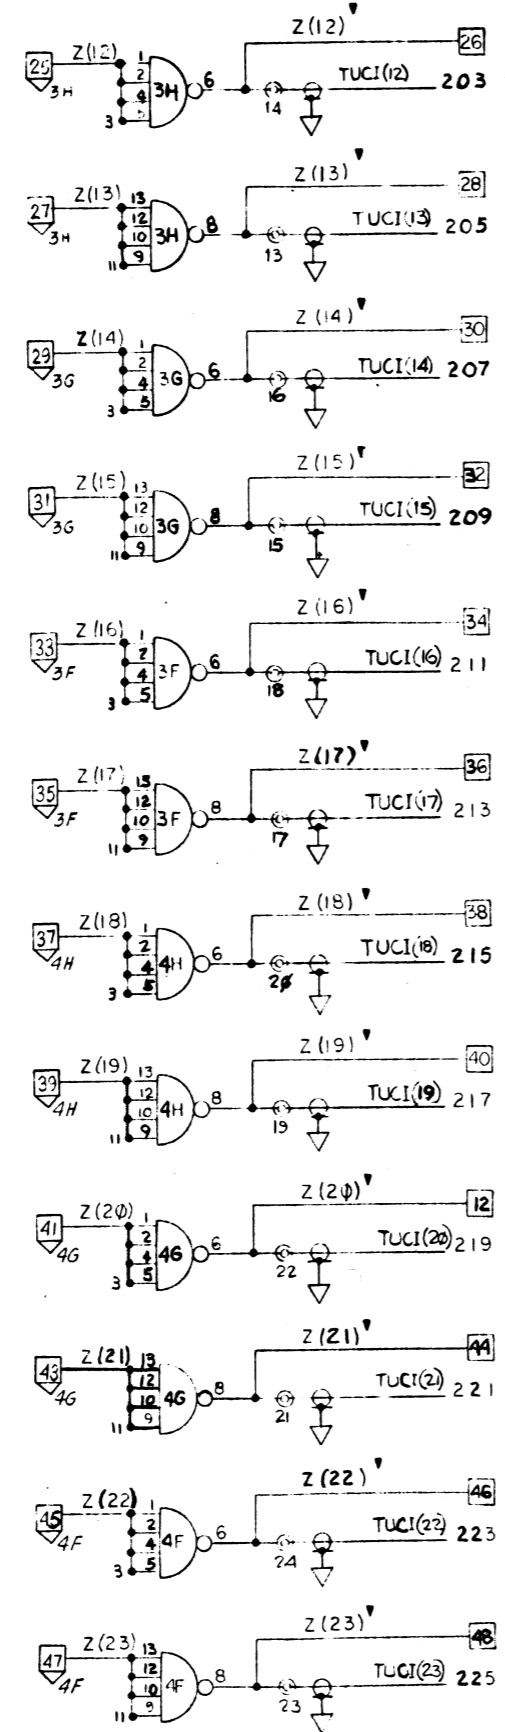 Z(12) 26
25 Z(12) 1 2 4 5 3 3H 6 TUCI(12) 203
3H 14
Z(13) 28
27 Z(13) 13 12 10 9 11 3H 8 TUCI(13) 205
3H 13
Z(14) 30
29 Z(14) 1 2 4 5 3 3G 6 TUCI(14) 207
3G 16
Z(15) 32
31 Z(15) 13 12 10 9 11 3G 8 TUCI(15) 209
3G 15
Z(16) 34
33 Z(16) 1 2 4 5 3 3F 6 TUCI(16) 211
3F 18
Z(17) 36
35 Z(17) 13 12 10 9 11 3F 8 TUCI(17) 213
3F 17
Z(18) 38
37 Z(18) 1 2 4 5 3 4H 6 TUCI(18) 215
4H 2φ
Z(19) 40
39 Z(19) 13 12 10 9 11 4H 8 TUCI(19) 217
4H 19
Z(2φ) 12
41 Z(2φ) 1 2 4 5 3 4G 6 TUCI(2φ) 219
4G 22
Z(21) 44
43 Z(21) 13 12 10 9 11 4G 8 TUCI(21) 221
4G 21
Z(22) 46
45 Z(22) 1 2 4 5 3 4F 6 TUCI(22) 223
4F 24
Z(23) 48
47 Z(23) 13 12 10 9 11 4F 8 TUCI(23) 225
4F 23